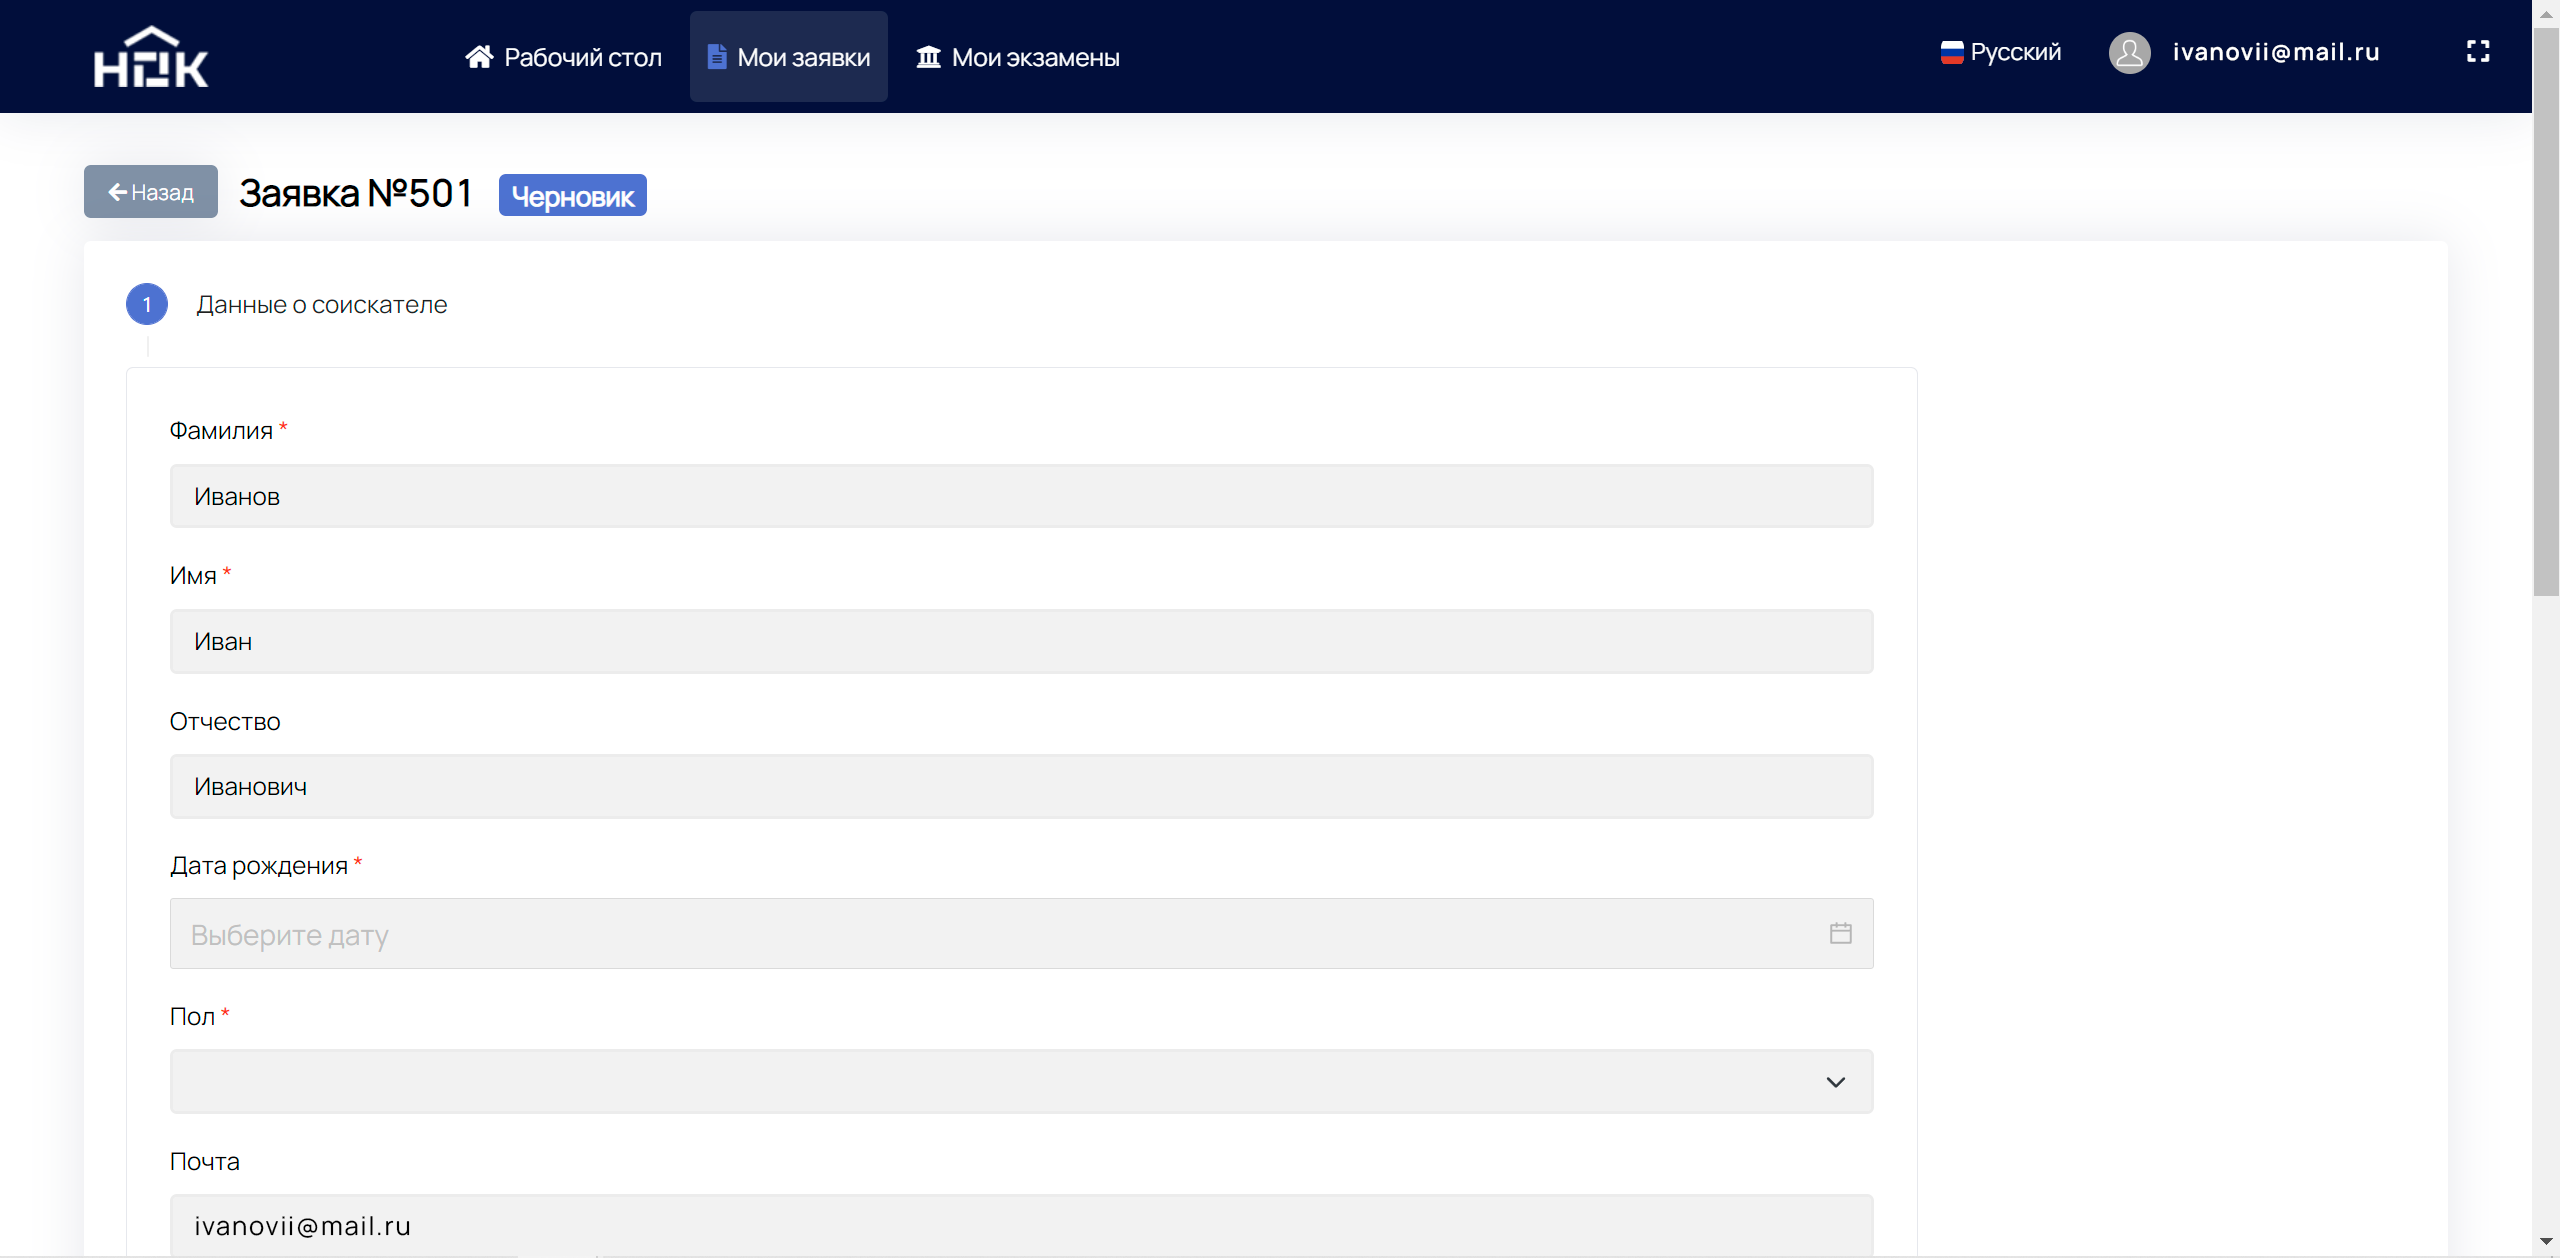 НОК
Рабочий стол
Мои заявки
Мои экзамены
Русский
ivanovii@mail.ru
Назад
Заявка №501
Черновик
1
Данные о соискателе
Фамилия *
Иванов
Имя *
Иван
Отчество
Иванович
Дата рождения *
Выберите дату
Пол *
Почта
ivanovii@mail.ru